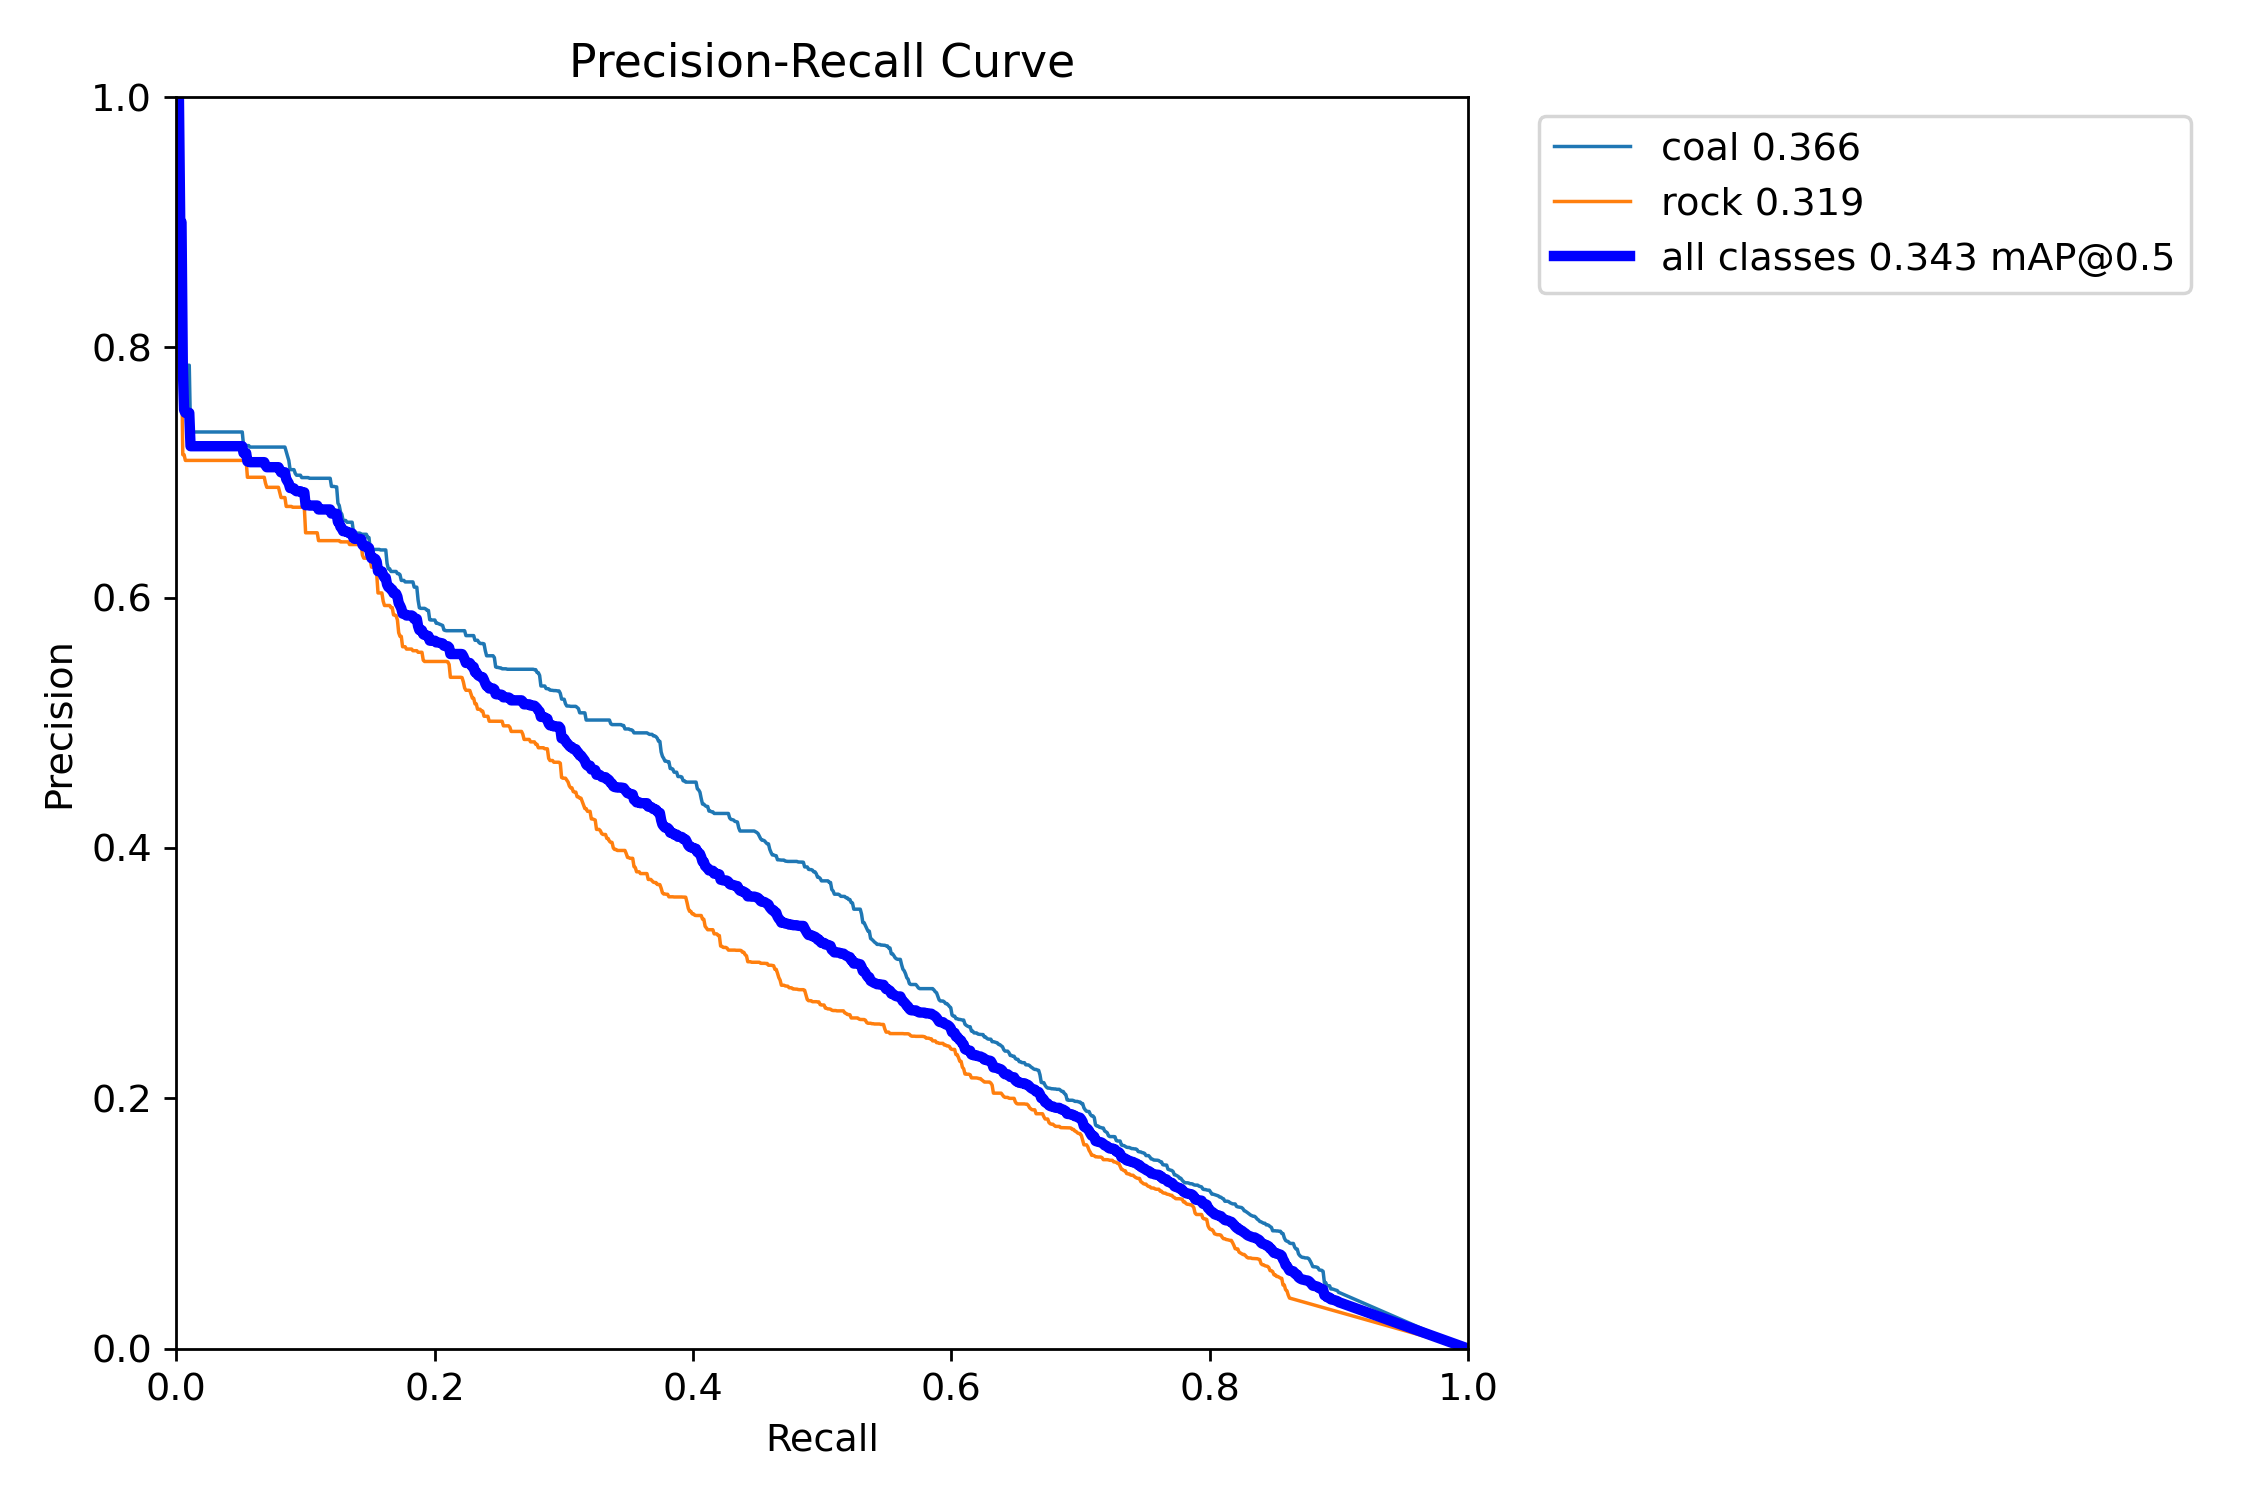 Precision-Recall Curve
1.0
0.8
0.6
0.4
0.2
0.0
Precision
0.0 0.2 0.4 0.6 0.8 1.0
Recall
coal 0.366
rock 0.319
all classes 0.343 mAP@0.5